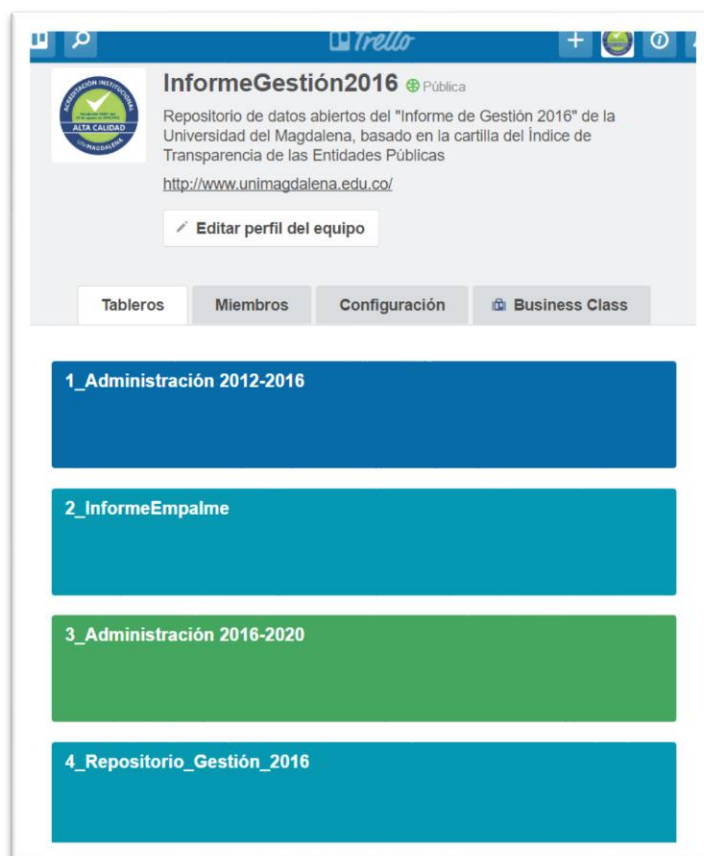 Trello
InformeGestión2016 Pública
Repositorio de datos abiertos del "Informe de Gestión 2016" de la
Universidad del Magdalena, basado en la cartilla del Índice de
Transparencia de las Entidades Públicas
http://www.unimagdalena.edu.co/
ACREDITACIÓN INSTITUCIONAL
ALTA CALIDAD
UNIMAGDALENA
Editar perfil del equipo
Tableros Miembros Configuración Business Class
1_Administración 2012-2016
2_InformeEmpalme
3_Administración 2016-2020
4_Repositorio_Gestión_2016